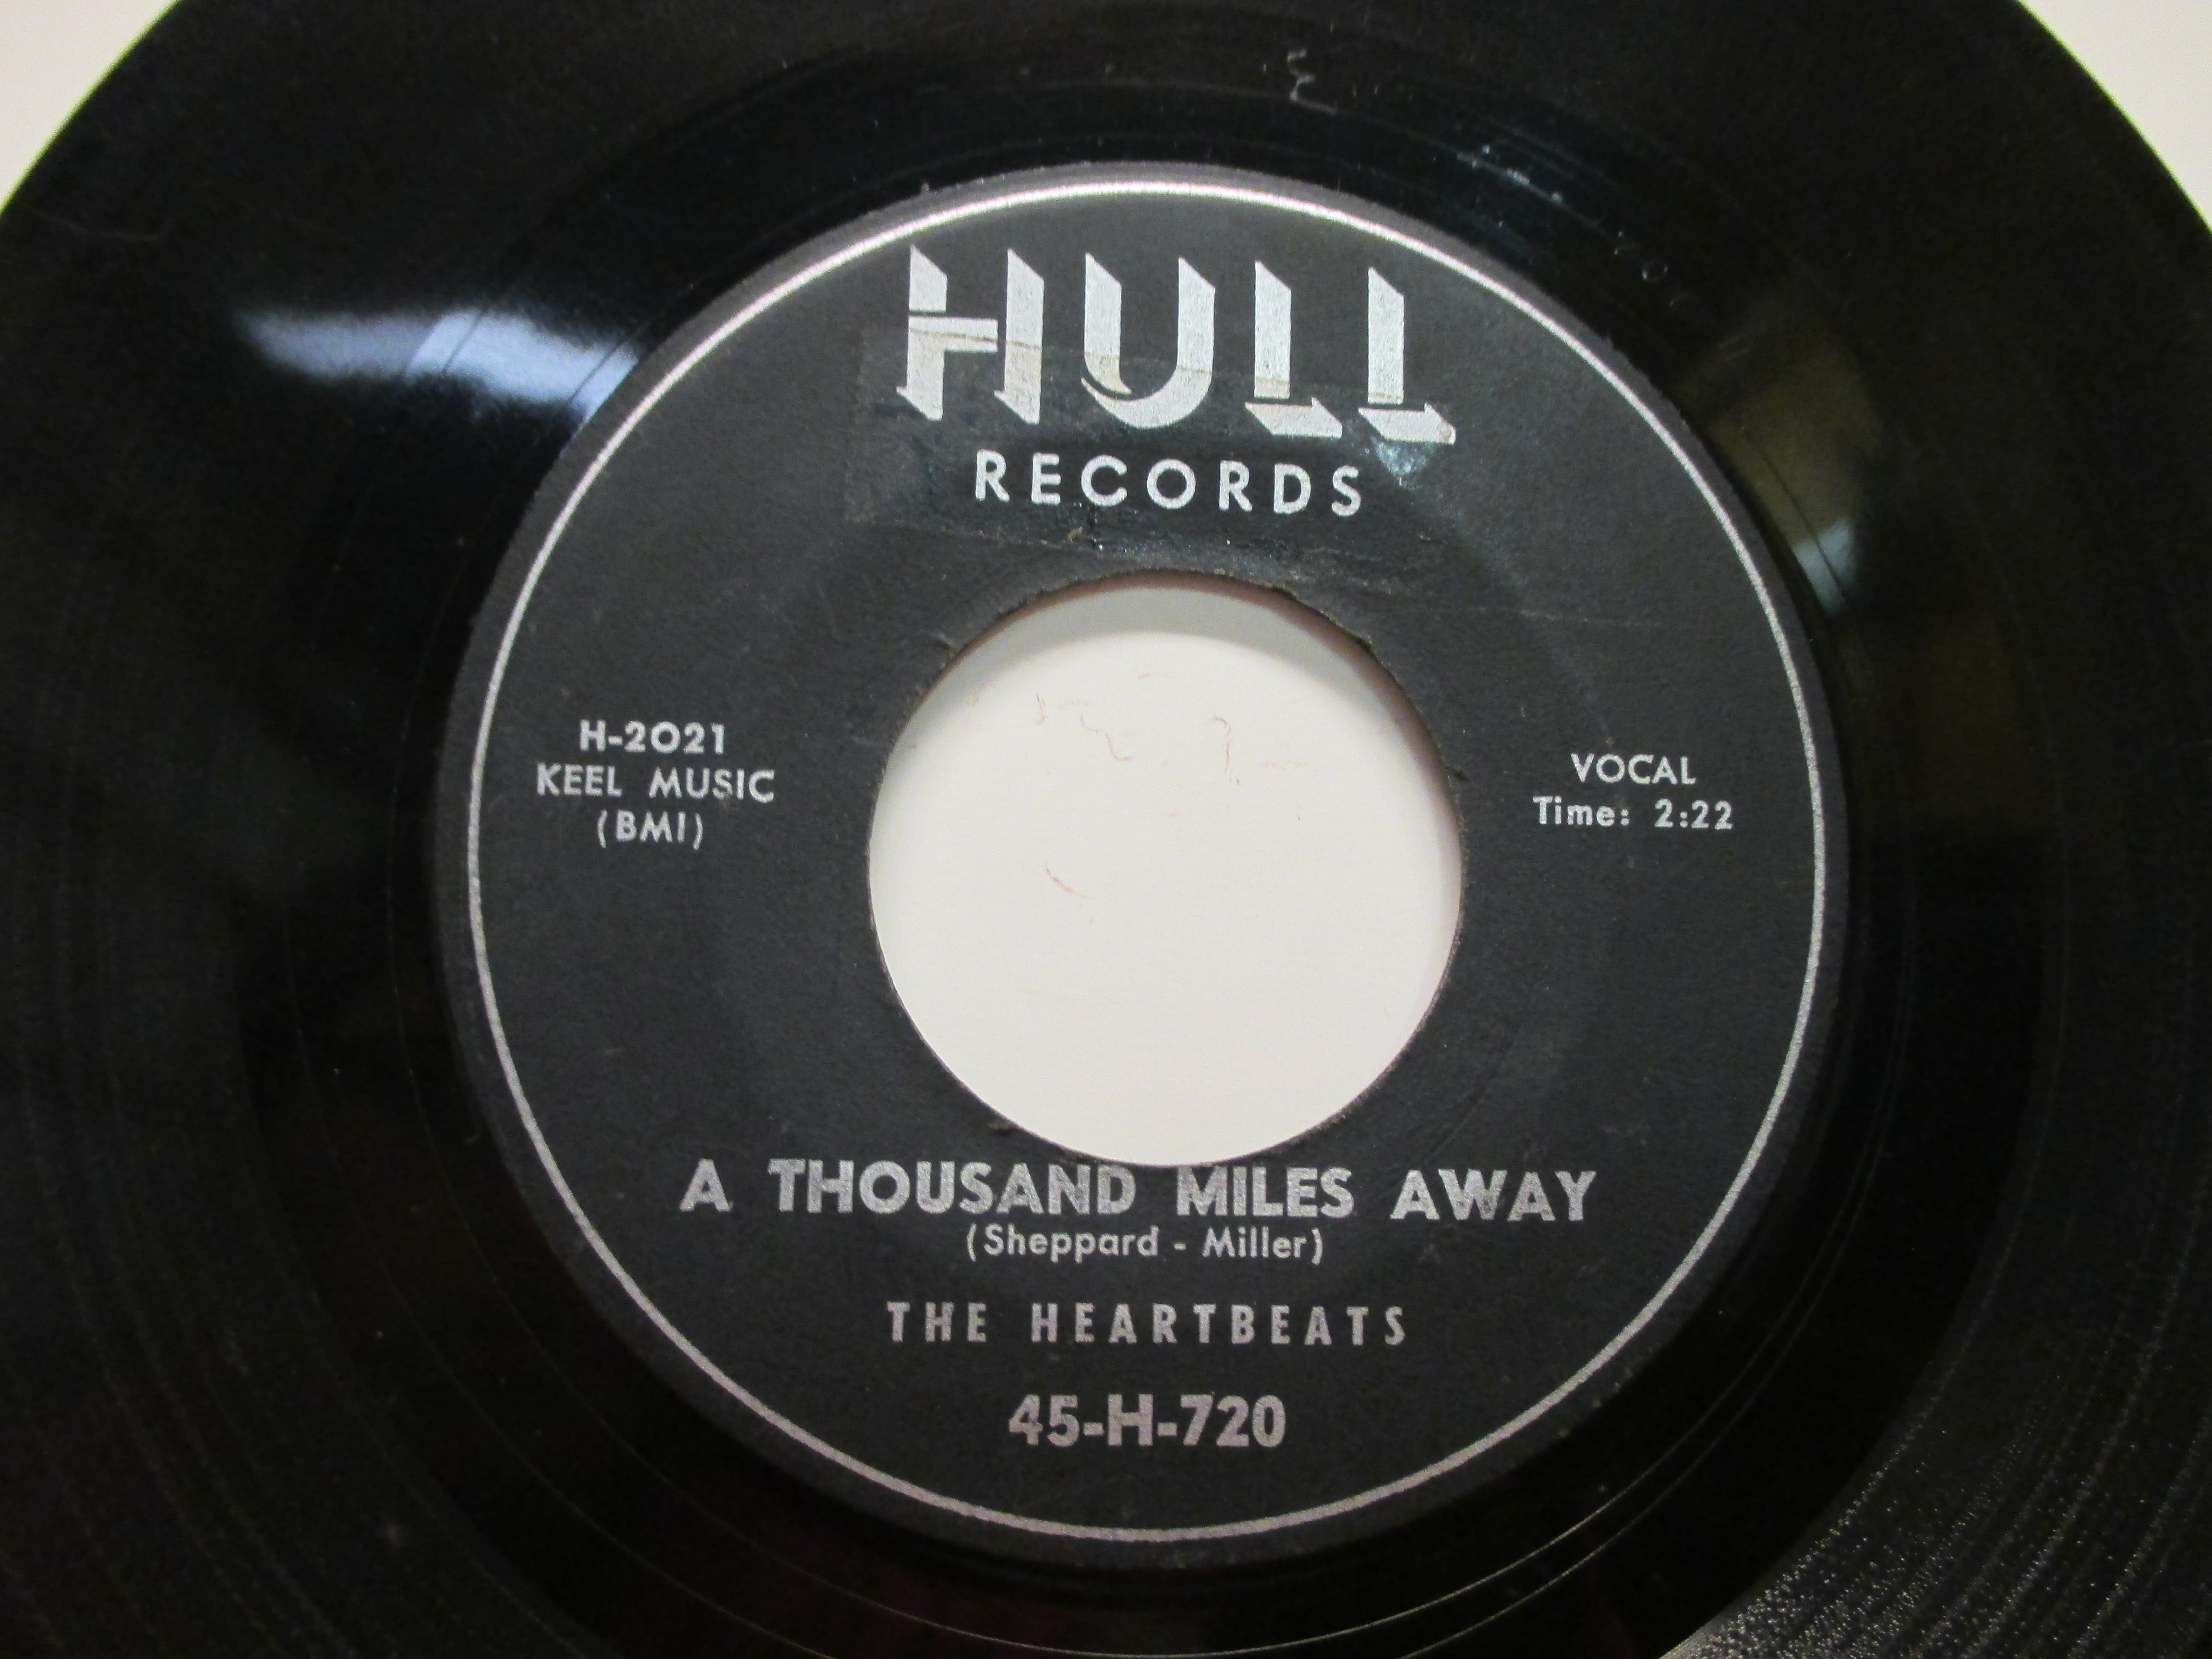 HULL
RECORDS
H-2021
KEEL MUSIC
(BMI)
VOCAL
Time: 2:22
A THOUSAND MILES AWAY
(Sheppard - Miller)
THE HEARTBEATS
45-H-720